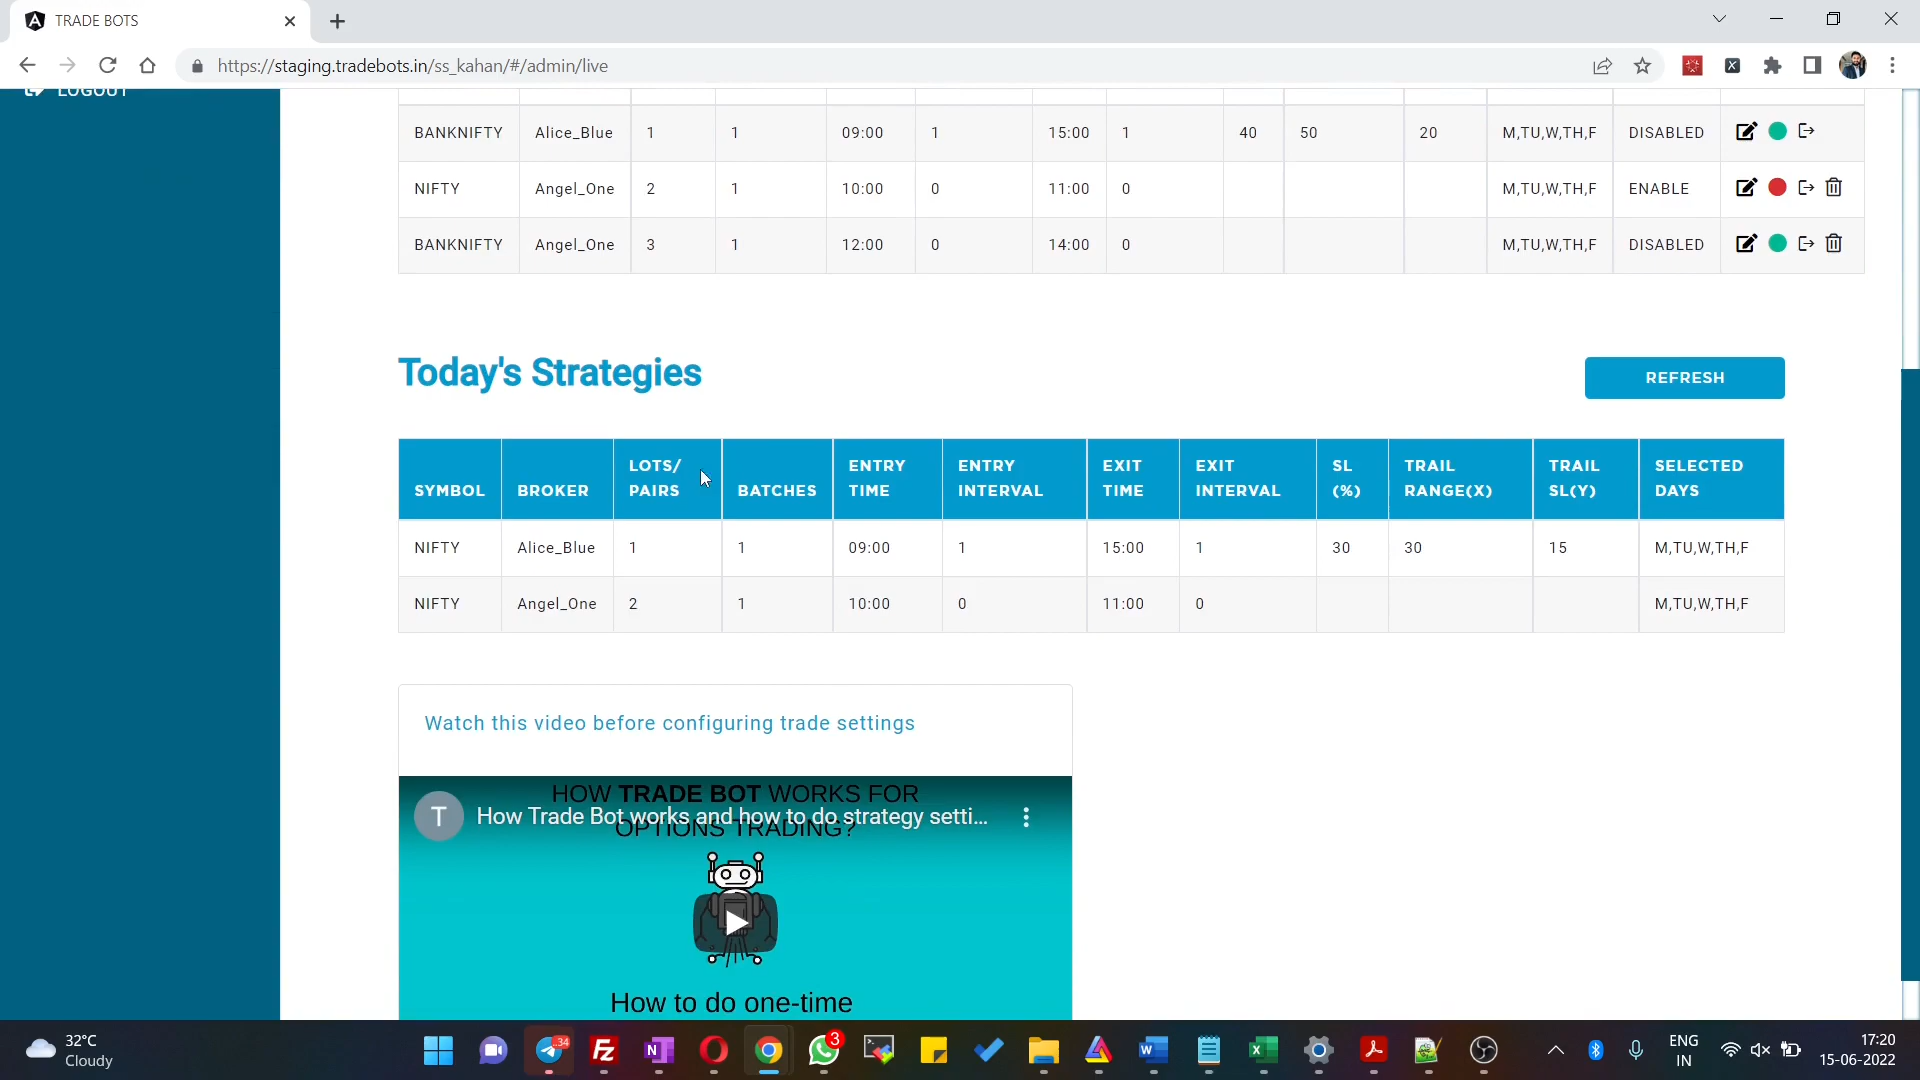 TRADE BOTS
https://staging.tradebots.in/ss_kahan/#/admin/live
LOGOUT
BANKNIFTY Alice_Blue 1 1 09:00 1 15:00 1 40 50 20 M,TU,W,TH,F DISABLED
NIFTY Angel_One 2 1 10:00 0 11:00 0 M,TU,W,TH,F ENABLE
BANKNIFTY Angel_One 3 1 12:00 0 14:00 0 M,TU,W,TH,F DISABLED
Today's Strategies
REFRESH
SYMBOL BROKER LOTS/ PAIRS BATCHES ENTRY TIME ENTRY INTERVAL EXIT TIME EXIT INTERVAL SL (%) TRAIL RANGE(X) TRAIL SL(Y) SELECTED DAYS
NIFTY Alice_Blue 1 1 09:00 1 15:00 1 30 30 15 M,TU,W,TH,F
NIFTY Angel_One 2 1 10:00 0 11:00 0 M,TU,W,TH,F
Watch this video before configuring trade settings
HOW TRADE BOT WORKS FOR
T How Trade Bot works and how to do strategy setti...
OPTIONS TRADING?
How to do one-time
32°C
Cloudy
34
3
ENG
IN
17:20
15-06-2022